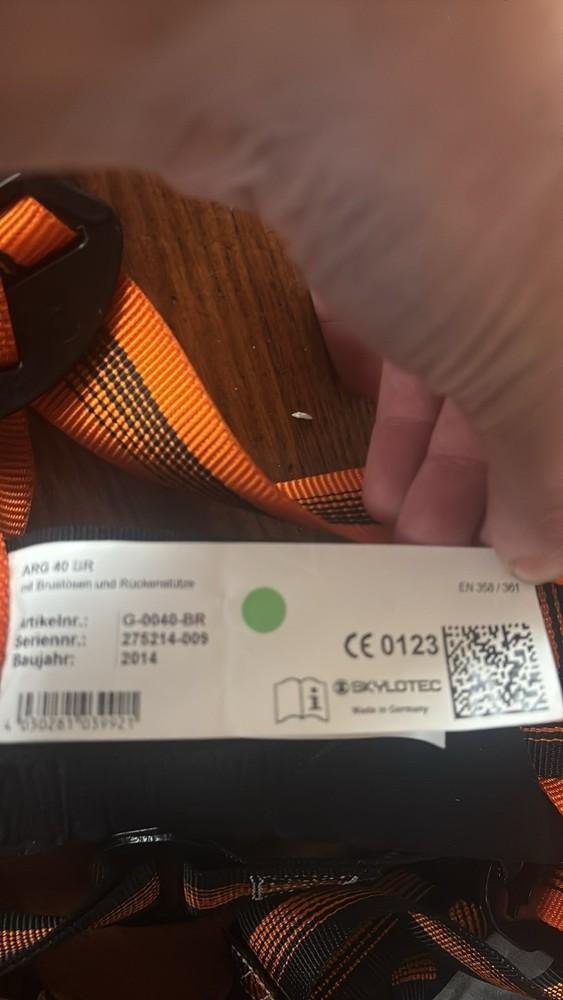 ARG 40 BR
mit Brustösen und Rückenstütze
EN 358 / 361
Artikelnr.: G-0040-BR
Seriennr.: 275214-009
Baujahr: 2014
CE 0123
SKYLOTEC
Made in Germany
4 030281 039921